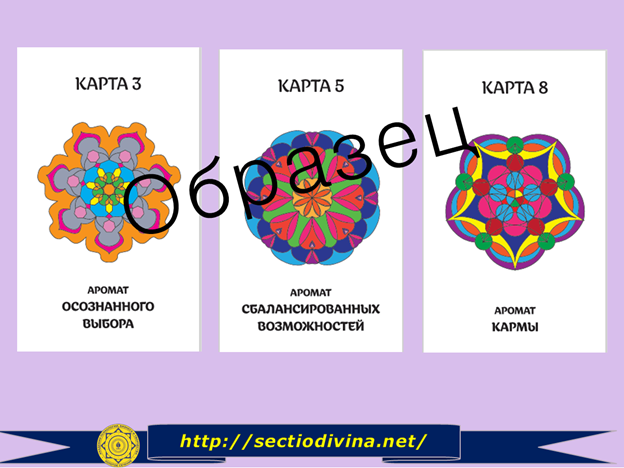 КАРТА 3
АРОМАТ
ОСОЗНАННОГО
ВЫБОРА
КАРТА 5
АРОМАТ
СБАЛАНСИРОВАННЫХ
ВОЗМОЖНОСТЕЙ
КАРТА 8
АРОМАТ
КАРМЫ
Образец
http://sectiodivina.net/